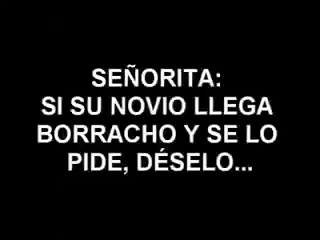 SEÑORITA:
SI SU NOVIO LLEGA
BORRACHO Y SE LO
PIDE, DÉSELO...